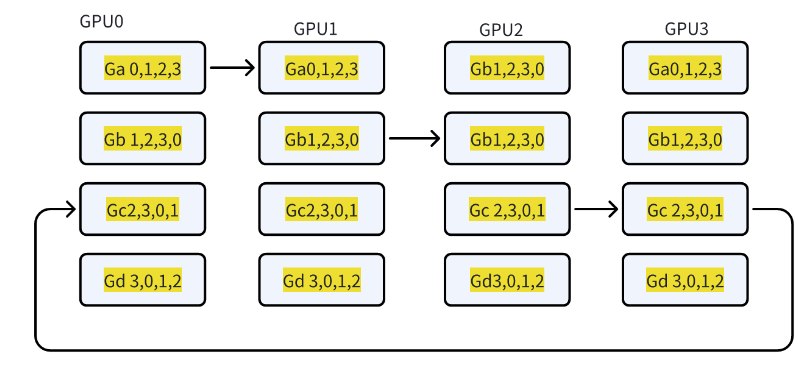 GPU0
GPU1
GPU2
GPU3
Ga 0,1,2,3
Ga0,1,2,3
Gb1,2,3,0
Ga0,1,2,3
Gb 1,2,3,0
Gb1,2,3,0
Gb1,2,3,0
Gb1,2,3,0
Gc2,3,0,1
Gc2,3,0,1
Gc 2,3,0,1
Gc 2,3,0,1
Gd 3,0,1,2
Gd 3,0,1,2
Gd3,0,1,2
Gd 3,0,1,2